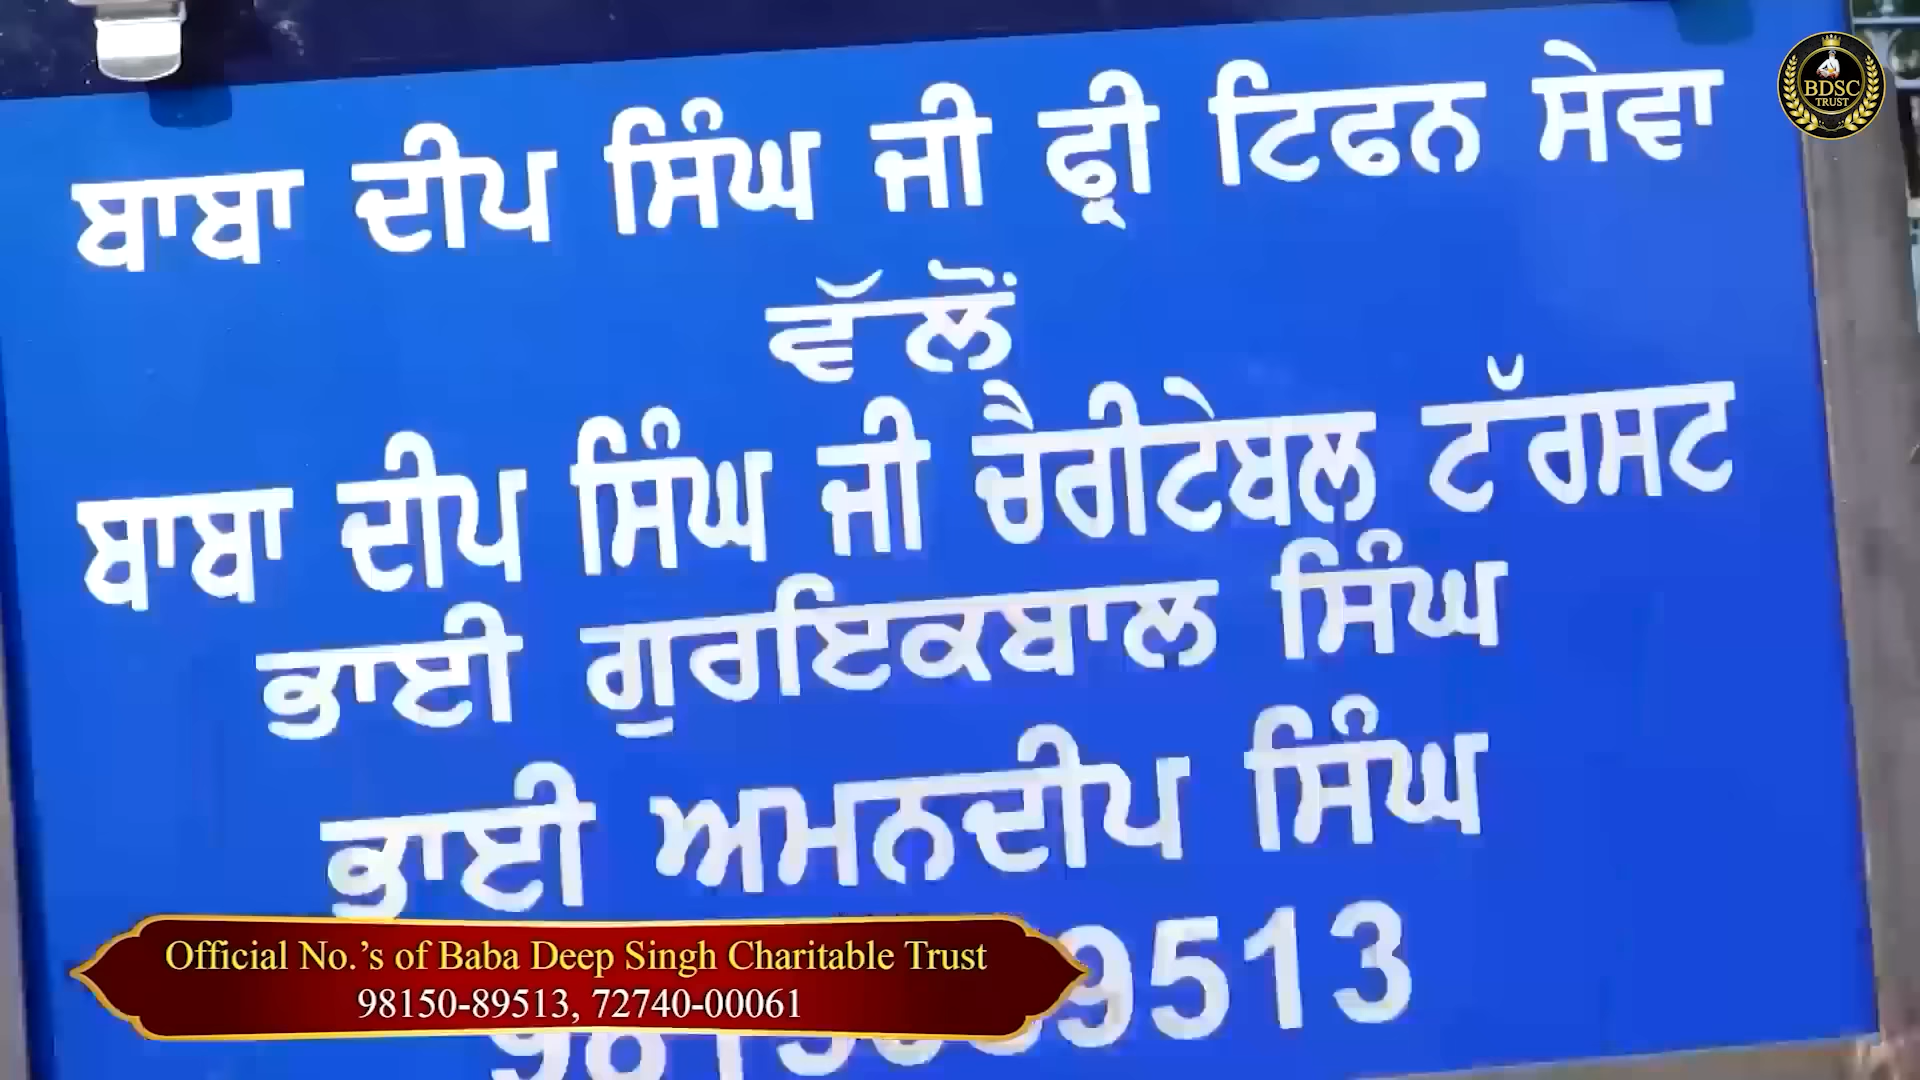 ਬਾਬਾ ਦੀਪ ਸਿੰਘ ਜੀ ਫ੍ਰੀ ਟਿਫਨ ਸੇਵਾ
ਵੱਲੋਂ
ਬਾਬਾ ਦੀਪ ਸਿੰਘ ਜੀ ਚੈਰੀਟੇਬਲ ਟੱਰਸਟ
ਭਾਈ ਗੁਰਇਕਬਾਲ ਸਿੰਘ
ਭਾਈ ਅਮਨਦੀਪ ਸਿੰਘ
BDSC
TRUST
Official No.'s of Baba Deep Singh Charitable Trust
98150-89513, 72740-00061